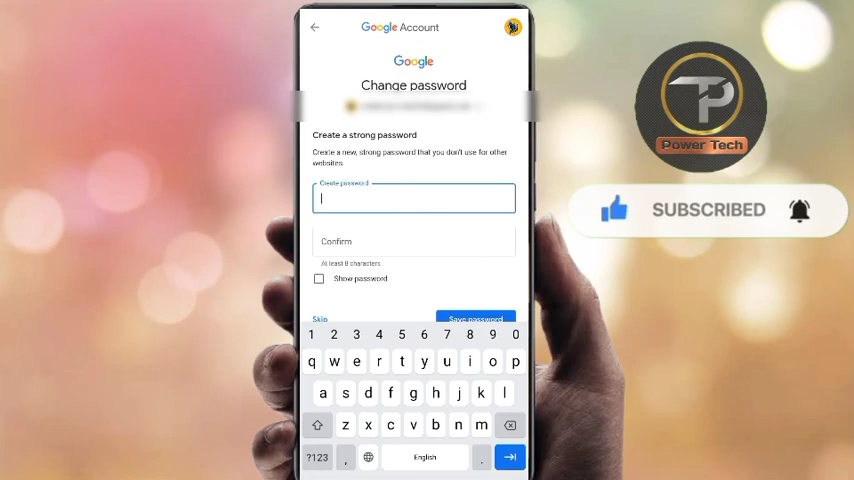 Google Account
Google
Change password
Create a strong password
Create a new, strong password that you don't use for other
websites
Create password
Confirm
At least 8 characters
Show password
Skip
Save password
1 2 3 4 5 6 7 8 9 0
q w e r t y u i o p
a s d f g h j k l
z x c v b n m
?123 , English .
TP
Power Tech
SUBSCRIBED